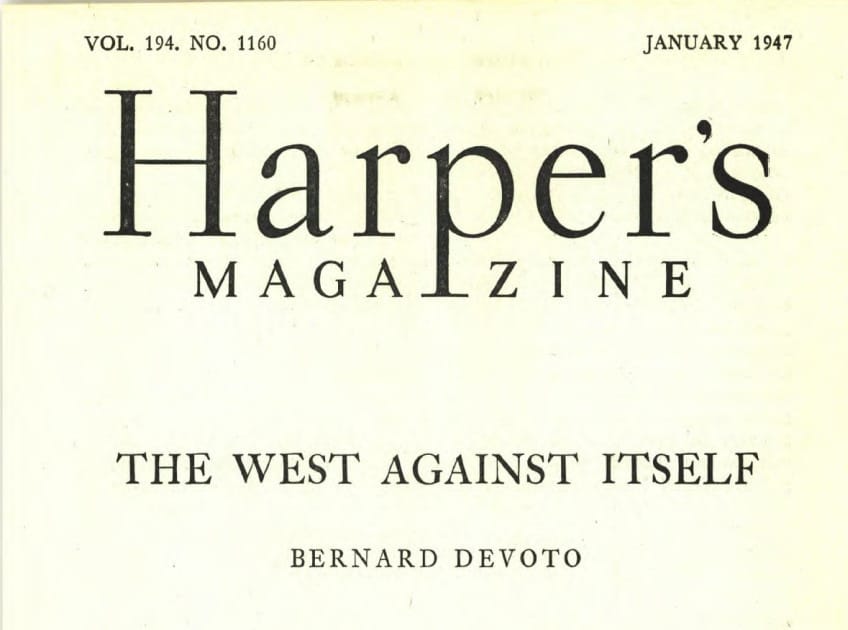 VOL. 194. NO. 1160 JANUARY 1947
Harper's
MAGAZINE
THE WEST AGAINST ITSELF
BERNARD DEVOTO